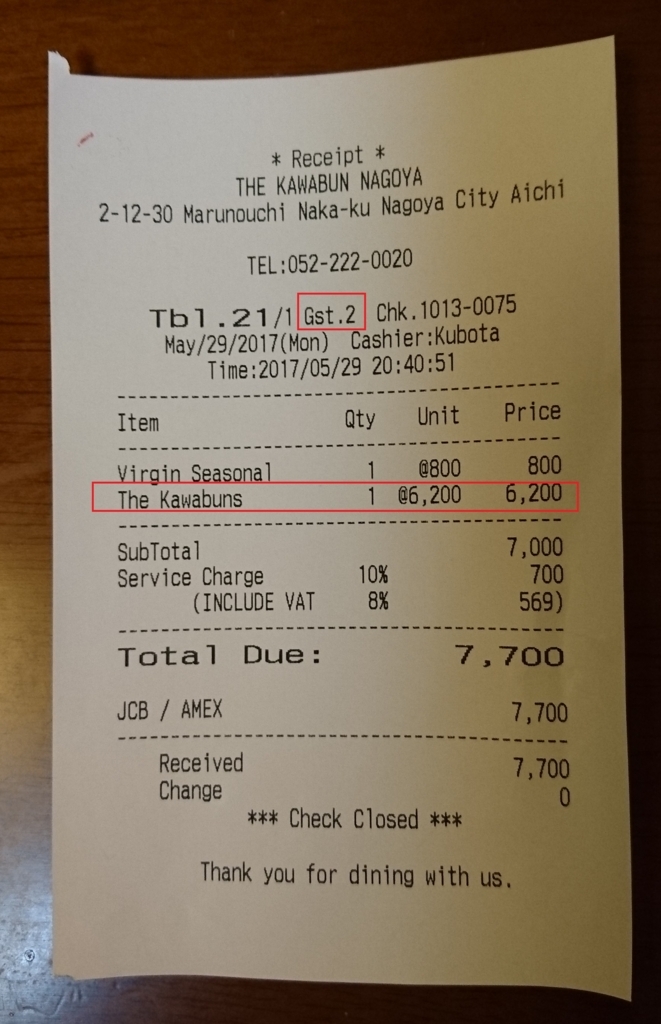 * Receipt *
THE KAWABUN NAGOYA
2-12-30 Marunouchi Naka-ku Nagoya City Aichi
TEL:052-222-0020
Tbl.21/1 Gst.2 Chk.1013-0075
May/29/2017(Mon) Cashier:Kubota
Time:2017/05/29 20:40:51
Item Qty Unit Price
Virgin Seasonal 1 @800 800
The Kawabuns 1 @6,200 6,200
SubTotal 7,000
Service Charge 10% 700
(INCLUDE VAT 8% 569)
Total Due: 7,700
JCB / AMEX 7,700
Received 7,700
Change 0
*** Check Closed ***
Thank you for dining with us.